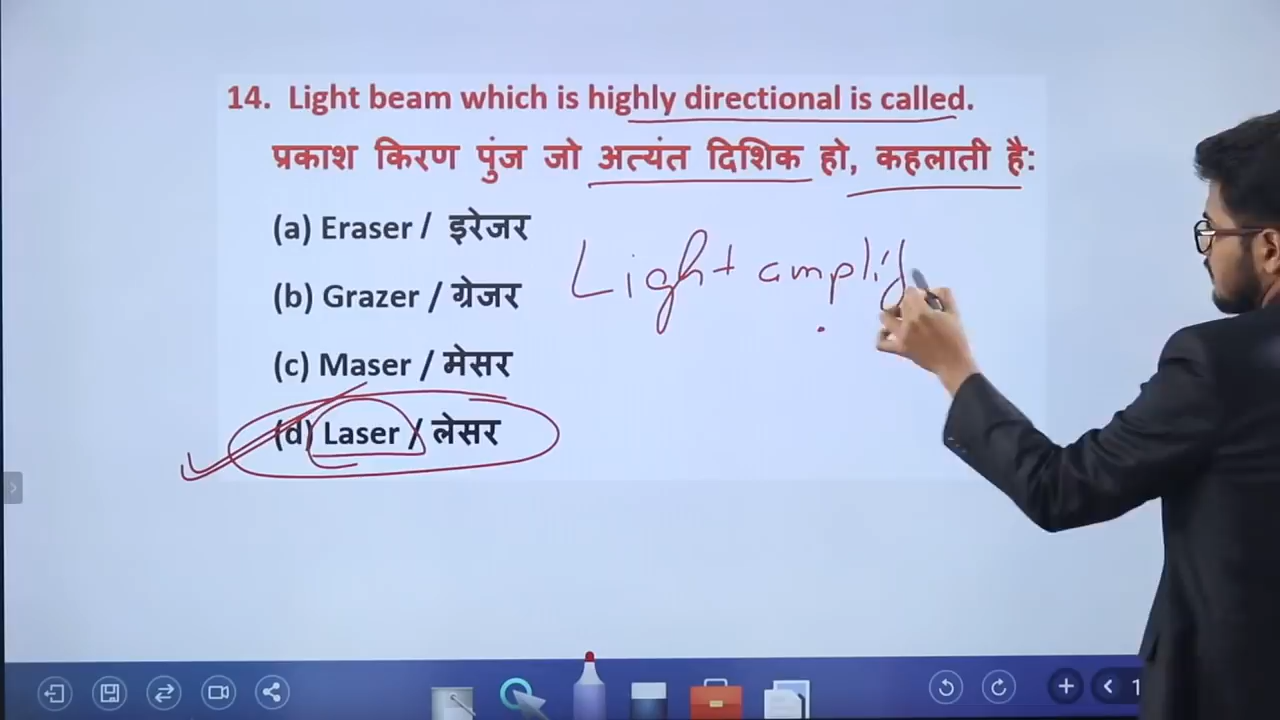 14. Light beam which is highly directional is called.
प्रकाश किरण पुंज जो अत्यंत दिशिक हो, कहलाती है:
(a) Eraser / इरेजर
(b) Grazer / ग्रेजर
Light amplif
(c) Maser / मेसर
(d) Laser / लेसर
1